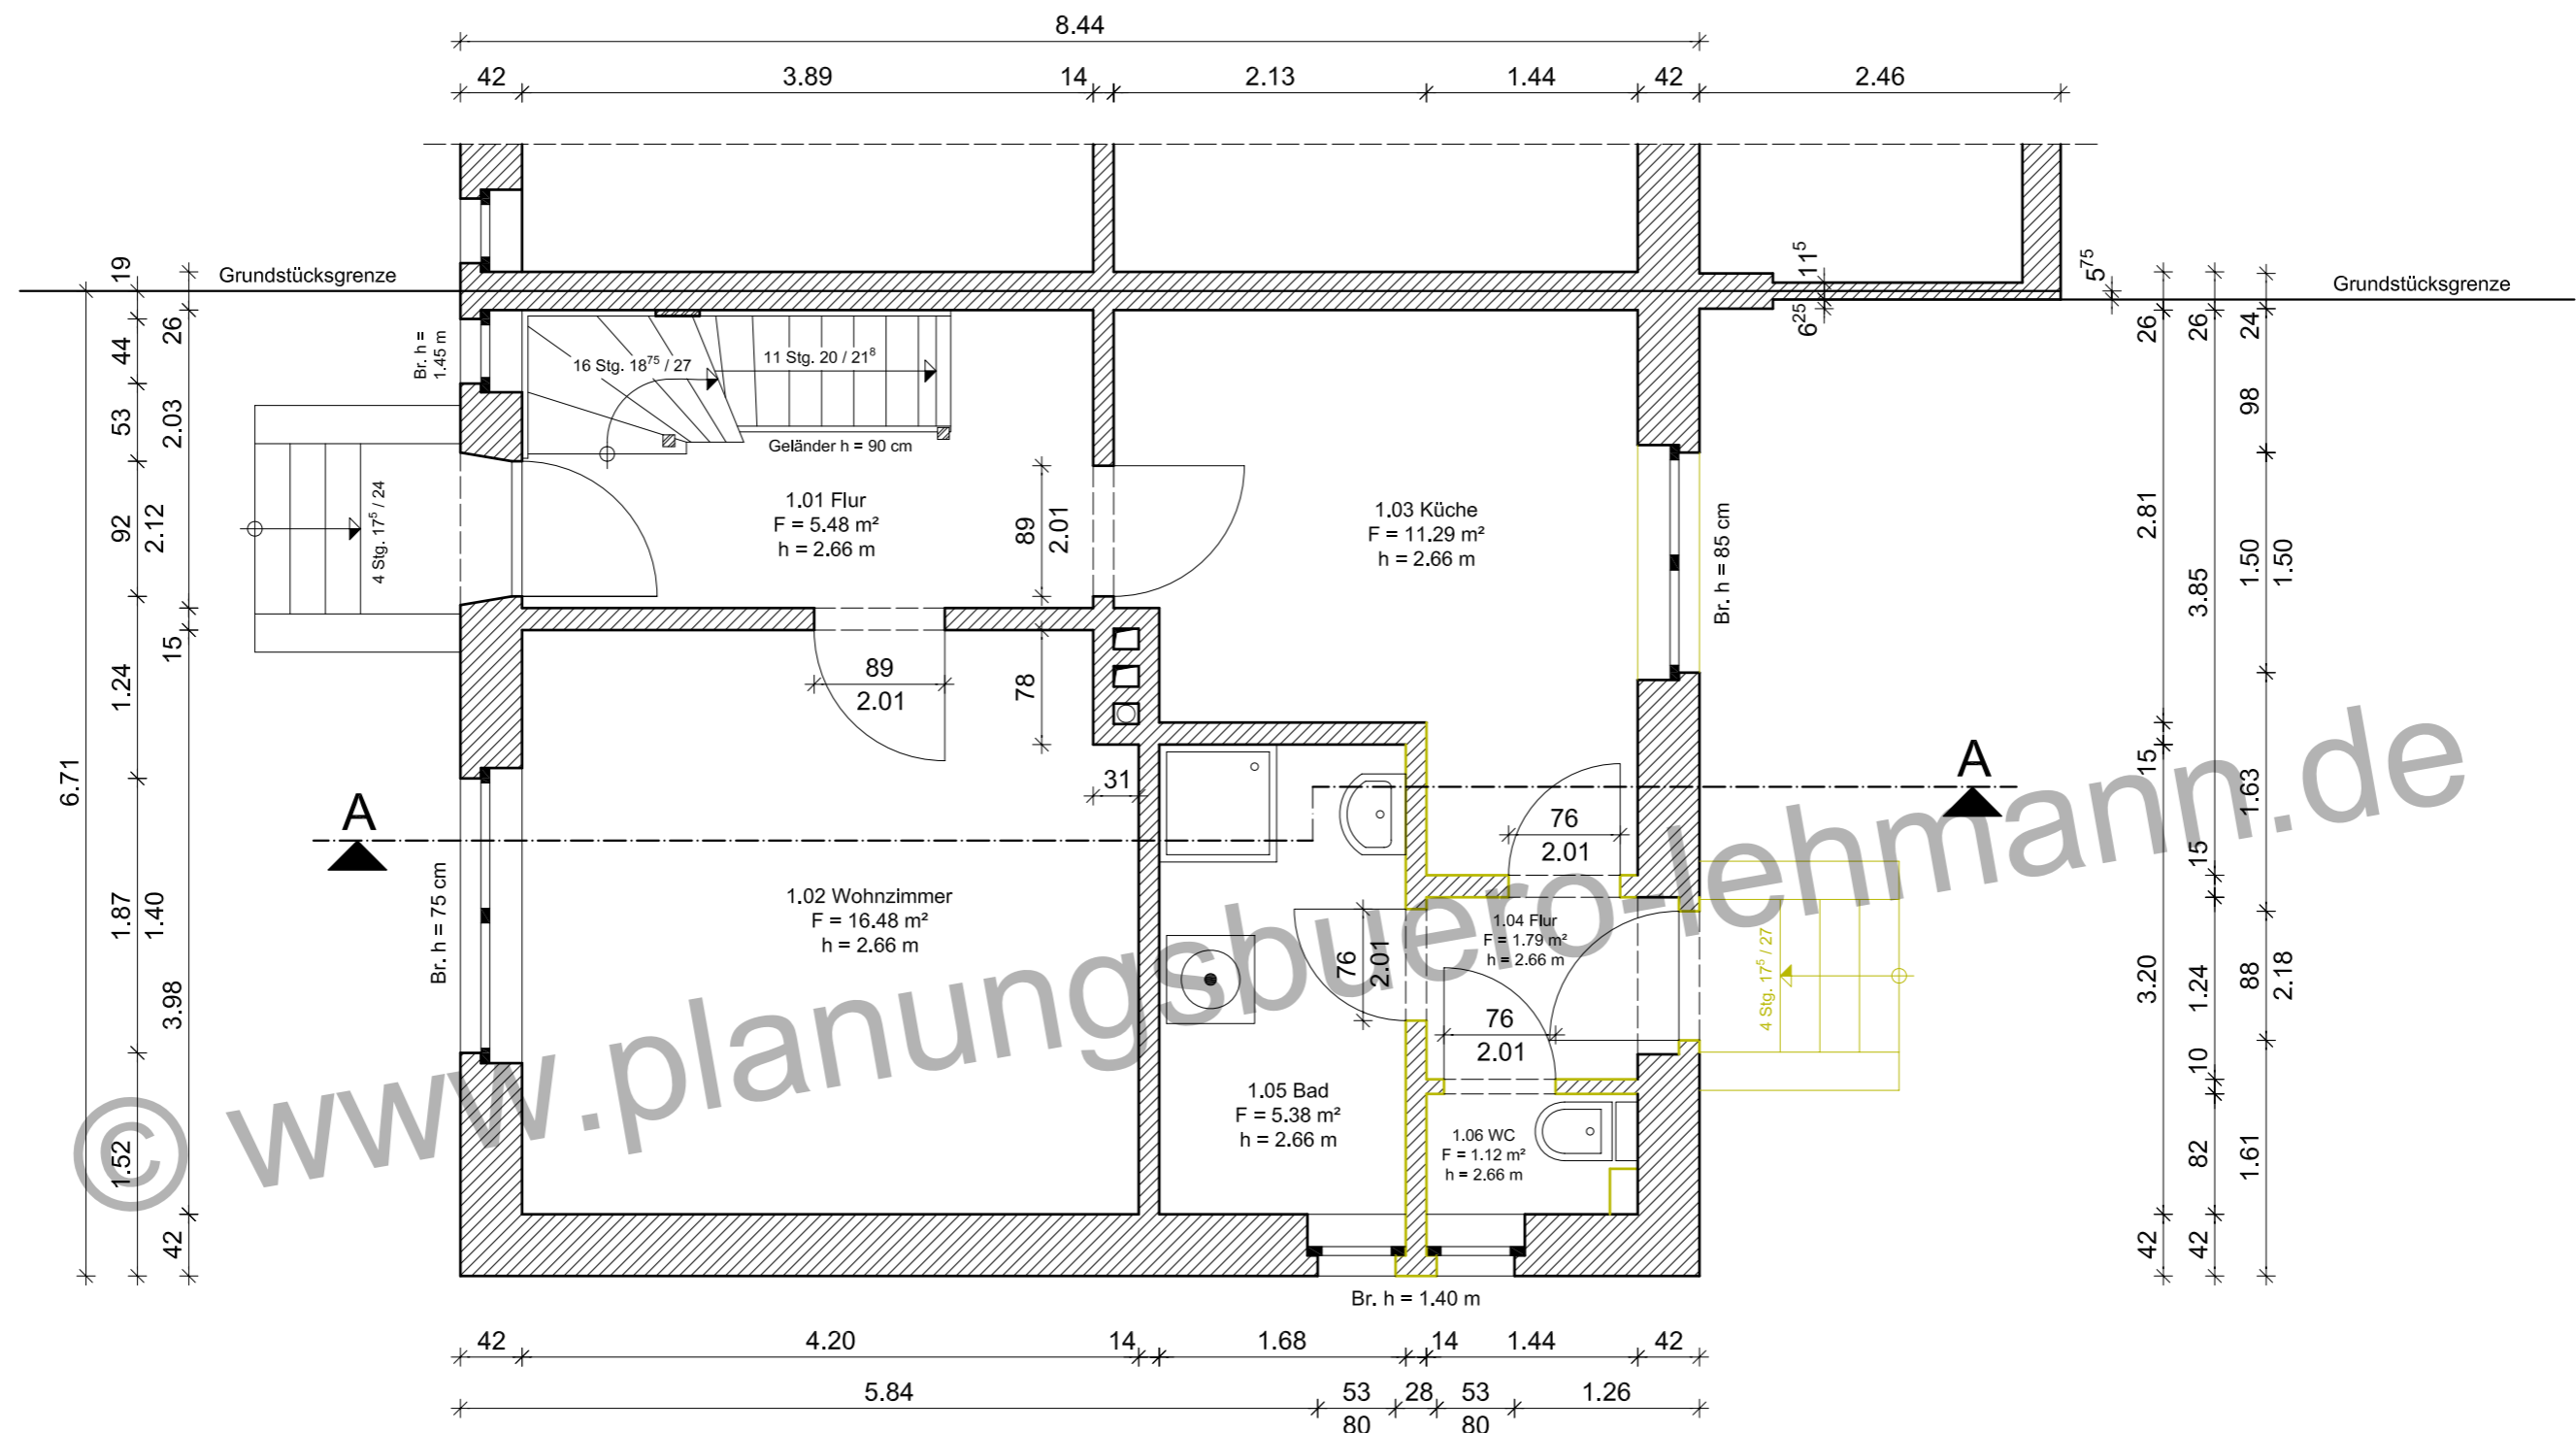 8.44
42 3.89 14 2.13 1.44 42 2.46
Grundstücksgrenze
Grundstücksgrenze
19 44 53 92 1.24 1.87 1.52
2.12
1.40
26 2.03 15 3.98 42
6.71
Br. h =
1.45 m
16 Stg. 18⁷⁵ / 27
11 Stg. 20 / 21⁸
Geländer h = 90 cm
4 Stg. 17⁵ / 24
1.01 Flur
F = 5.48 m²
h = 2.66 m
89
2.01
1.03 Küche
F = 11.29 m²
h = 2.66 m
Br. h = 85 cm
11⁵
6²⁵
5⁷⁵
26 2.81 15 3.20 42
26 3.85 15 1.24 10 82 42
24 98 1.50 1.63 88 1.61
1.50
2.18
89
2.01
78
31
A
A
Br. h = 75 cm
1.02 Wohnzimmer
F = 16.48 m²
h = 2.66 m
76
2.01
1.04 Flur
F = 1.79 m²
h = 2.66 m
76
2.01
76
2.01
4 Stg. 17⁵ / 27
1.05 Bad
F = 5.38 m²
h = 2.66 m
1.06 WC
F = 1.12 m²
h = 2.66 m
Br. h = 1.40 m
42 4.20 14 1.68 14 1.44 42
5.84 53 28 53 1.26
80 80
© www.planungsbuero-lehmann.de